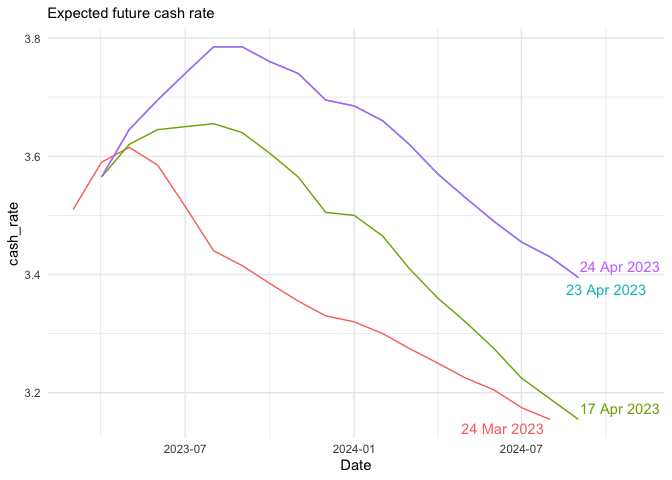 Expected future cash rate
3.8
3.6
3.4
3.2
cash_rate
24 Apr 2023
23 Apr 2023
17 Apr 2023
24 Mar 2023
2023-07
2024-01
2024-07
Date